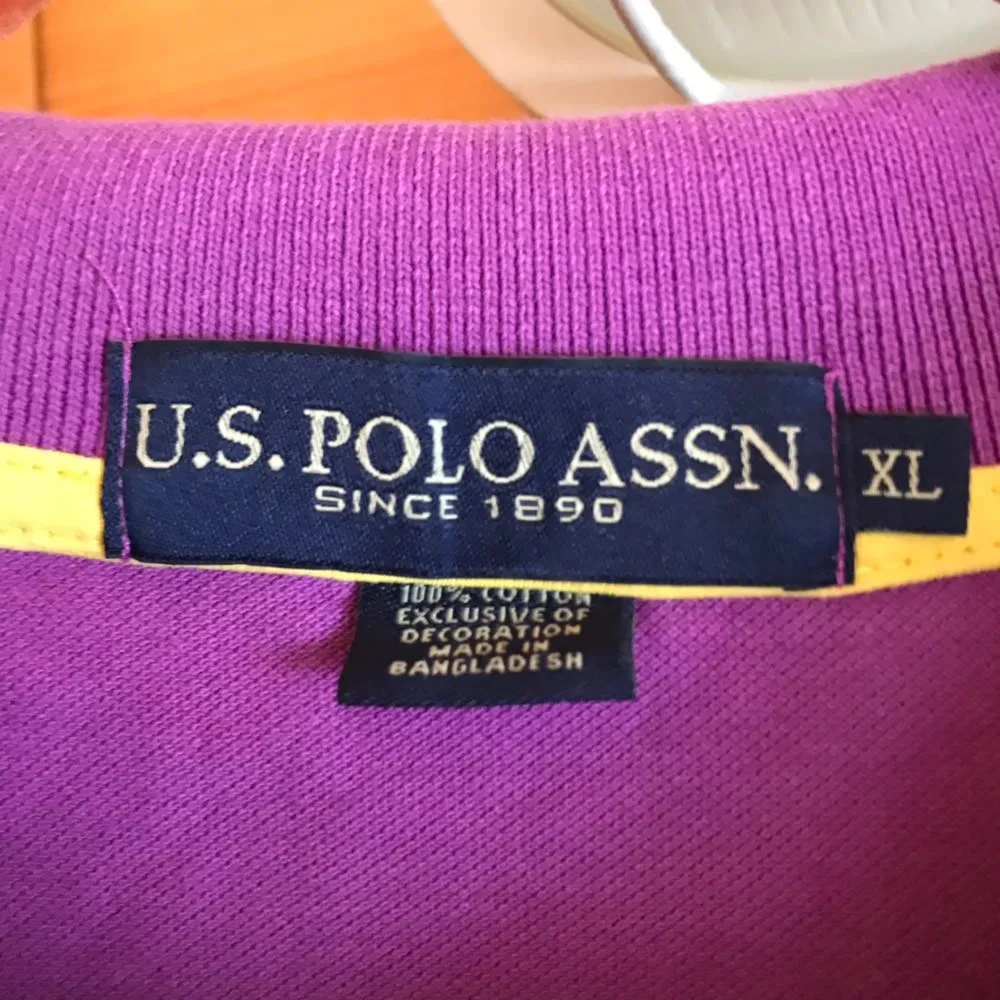 U.S. POLO ASSN.
SINCE 1890
XL
100% COTTON
EXCLUSIVE OF
DECORATION
MADE IN
BANGLADESH